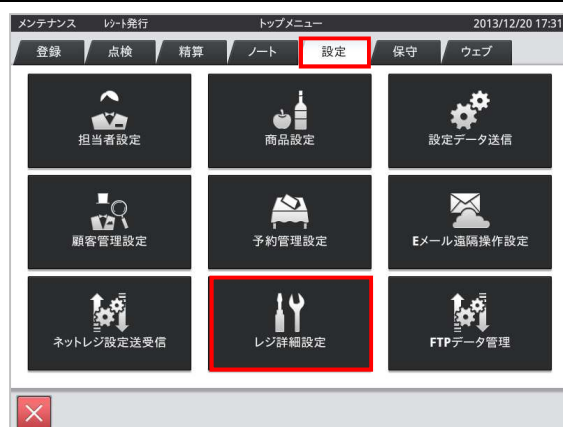 メンテナンス レシート発行 トップメニュー 2013/12/20 17:31
登録 点検 精算 ノート 設定 保守 ウェブ
担当者設定 商品設定 設定データ送信
顧客管理設定 予約管理設定 Eメール遠隔操作設定
ネットレジ設定送受信 レジ詳細設定 FTPデータ管理